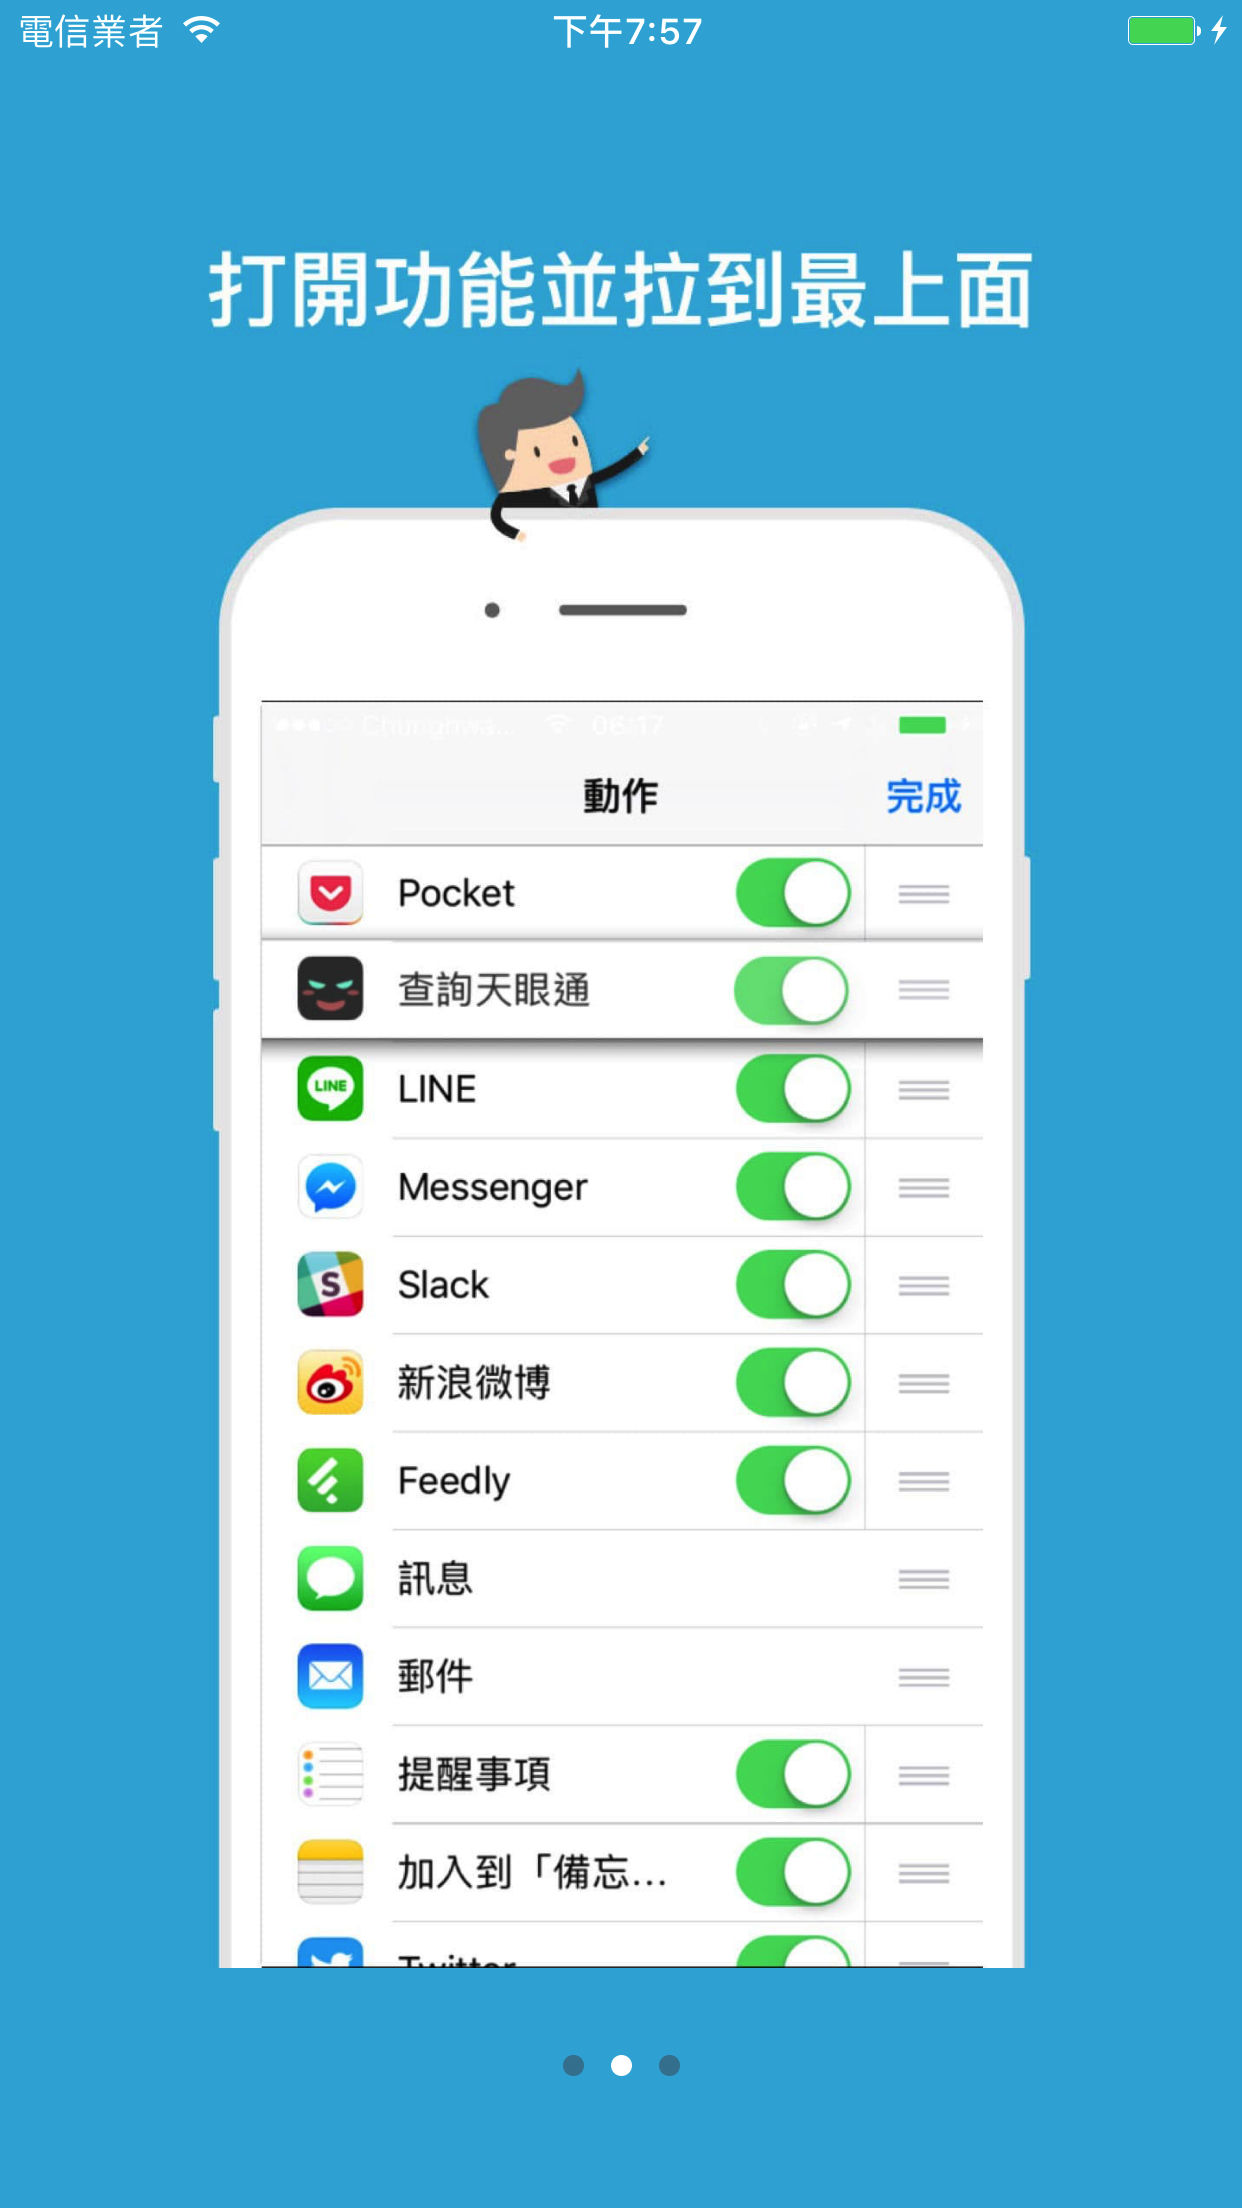 電信業者
下午7:57
打開功能並拉到最上面
Chunghwa...
06:17
動作
完成
Pocket
查詢天眼通
LINE
LINE
Messenger
S
Slack
新浪微博
Feedly
訊息
郵件
提醒事項
加入到「備忘...
Twitter